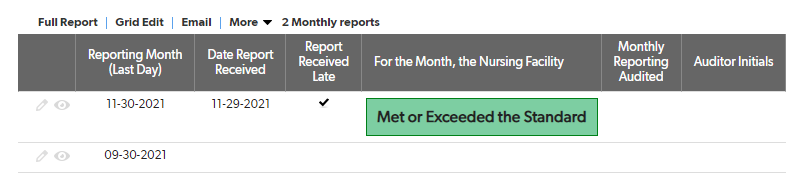 Full Report | Grid Edit | Email | More ▼ 2 Monthly reports
Reporting Month (Last Day)
Date Report Received
Report Received Late
For the Month, the Nursing Facility
Monthly Reporting Audited
Auditor Initials
11-30-2021 11-29-2021 ✔ Met or Exceeded the Standard
09-30-2021